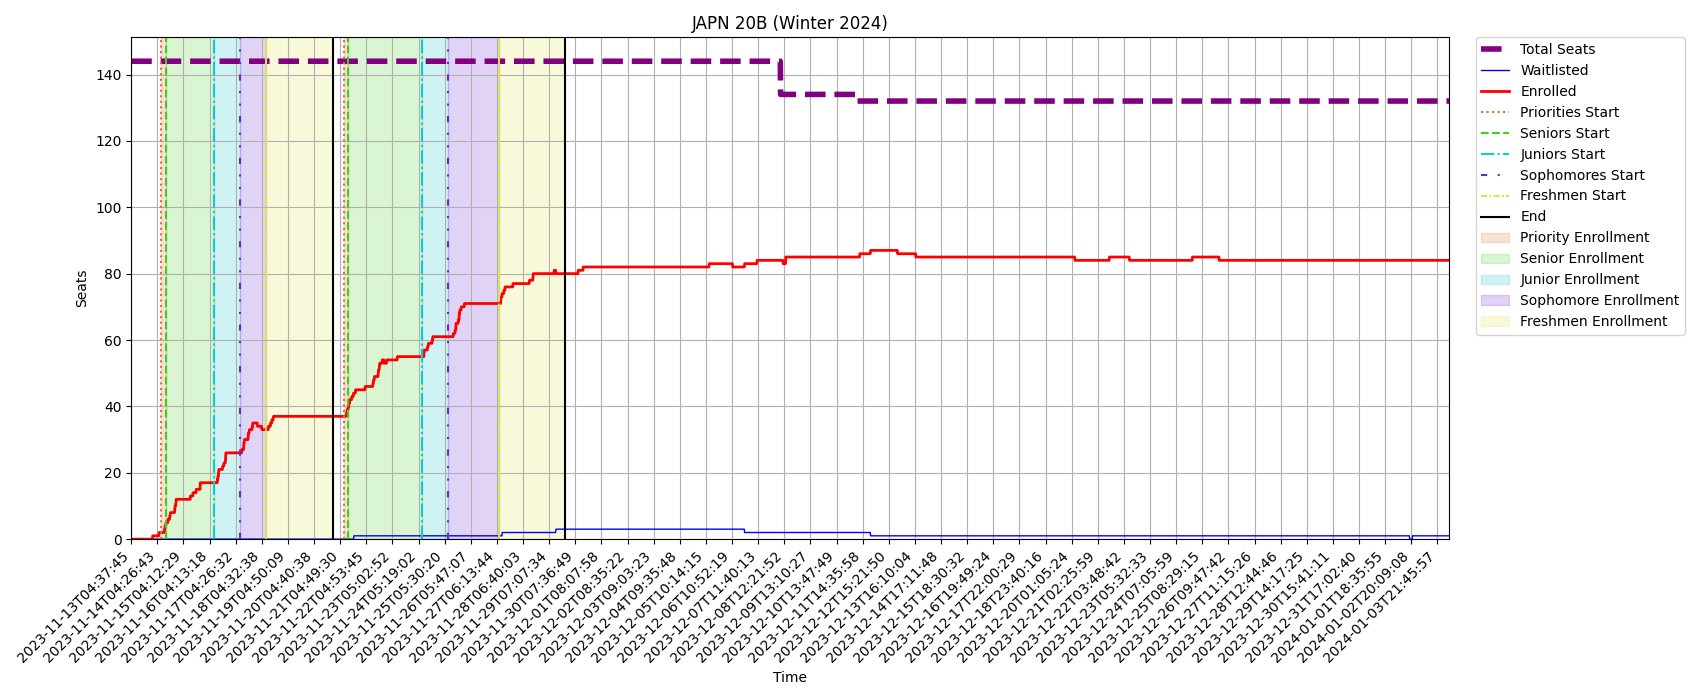 JAPN 20B (Winter 2024)
Seats
140
120
100
80
60
40
20
0
2023-11-13T04:37:45
2023-11-14T04:26:43
2023-11-15T04:12:29
2023-11-16T04:13:18
2023-11-17T04:26:32
2023-11-18T04:32:38
2023-11-19T04:50:09
2023-11-20T04:40:38
2023-11-21T04:49:30
2023-11-22T04:53:45
2023-11-23T05:02:52
2023-11-24T05:19:02
2023-11-25T05:30:20
2023-11-26T05:47:07
2023-11-27T06:13:44
2023-11-28T06:40:03
2023-11-29T07:07:34
2023-11-30T07:36:49
2023-12-01T08:07:58
2023-12-02T08:35:22
2023-12-03T09:03:23
2023-12-04T09:35:48
2023-12-05T10:14:15
2023-12-06T10:52:19
2023-12-07T11:40:13
2023-12-08T12:21:52
2023-12-09T13:10:27
2023-12-10T13:47:49
2023-12-11T14:35:58
2023-12-12T15:21:50
2023-12-13T16:10:04
2023-12-14T17:11:48
2023-12-15T18:30:32
2023-12-16T19:49:24
2023-12-17T22:00:29
2023-12-18T23:40:16
2023-12-20T01:05:24
2023-12-21T02:25:59
2023-12-22T03:48:42
2023-12-23T05:32:33
2023-12-24T07:05:59
2023-12-25T08:29:15
2023-12-26T09:47:42
2023-12-27T11:15:26
2023-12-28T12:44:46
2023-12-29T14:17:25
2023-12-30T15:41:11
2023-12-31T17:02:40
2024-01-01T18:35:55
2024-01-02T20:09:08
2024-01-03T21:45:57
Time
Total Seats
Waitlisted
Enrolled
Priorities Start
Seniors Start
Juniors Start
Sophomores Start
Freshmen Start
End
Priority Enrollment
Senior Enrollment
Junior Enrollment
Sophomore Enrollment
Freshmen Enrollment